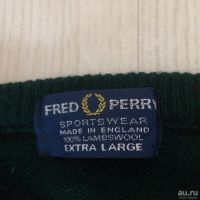 FRED PERRY
SPORTSWEAR
MADE IN ENGLAND
100% LAMBSWOOL
EXTRA LARGE
au.ru